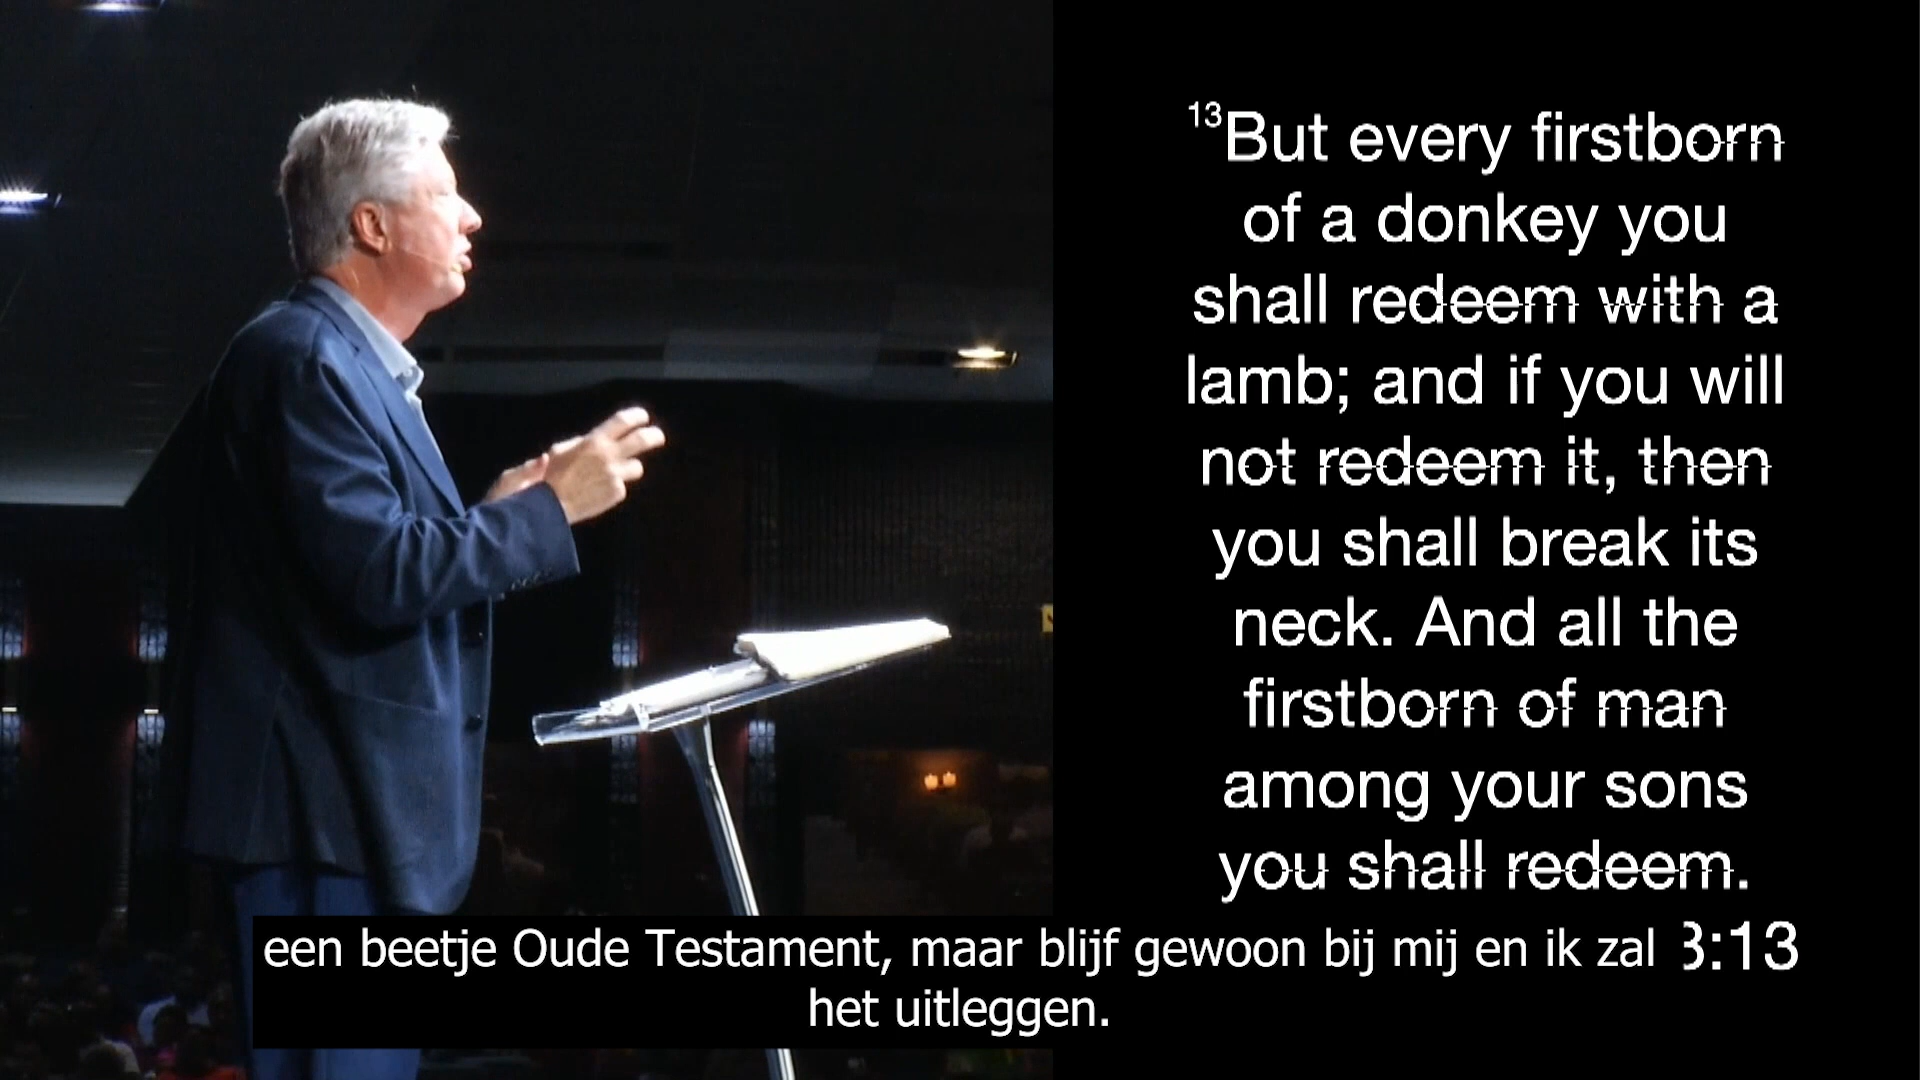 13But every firstborn
of a donkey you
shall redeem with a
lamb; and if you will
not redeem it, then
you shall break its
neck. And all the
firstborn of man
among your sons
you shall redeem.
3:13
een beetje Oude Testament, maar blijf gewoon bij mij en ik zal
het uitleggen.